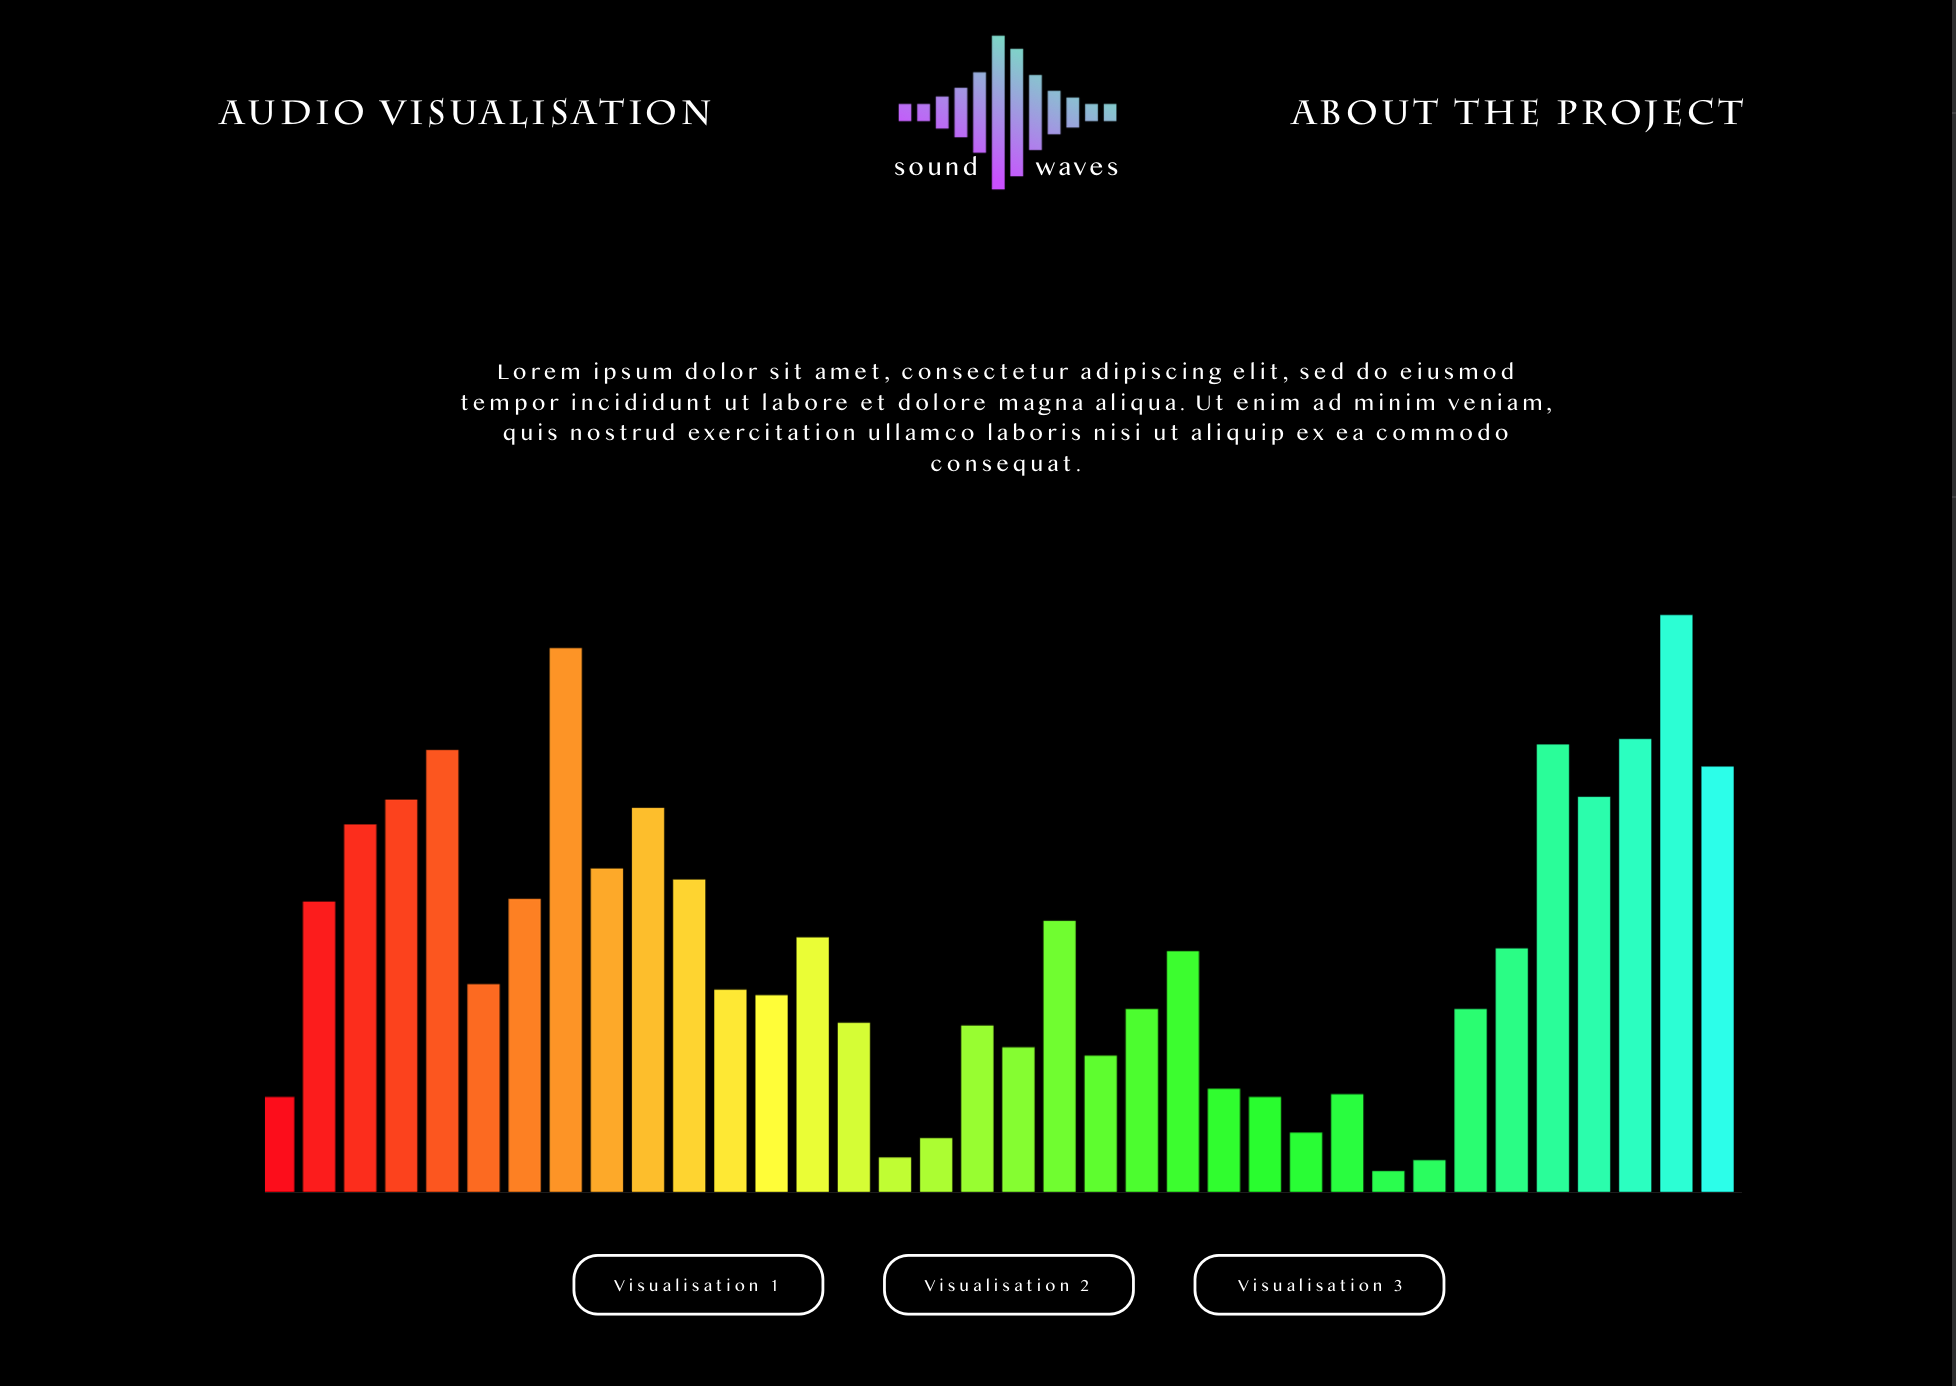 AUDIO VISUALISATION
sound waves
ABOUT THE PROJECT
Lorem ipsum dolor sit amet, consectetur adipiscing elit, sed do eiusmod
tempor incididunt ut labore et dolore magna aliqua. Ut enim ad minim veniam,
quis nostrud exercitation ullamco laboris nisi ut aliquip ex ea commodo
consequat.
Visualisation 1
Visualisation 2
Visualisation 3